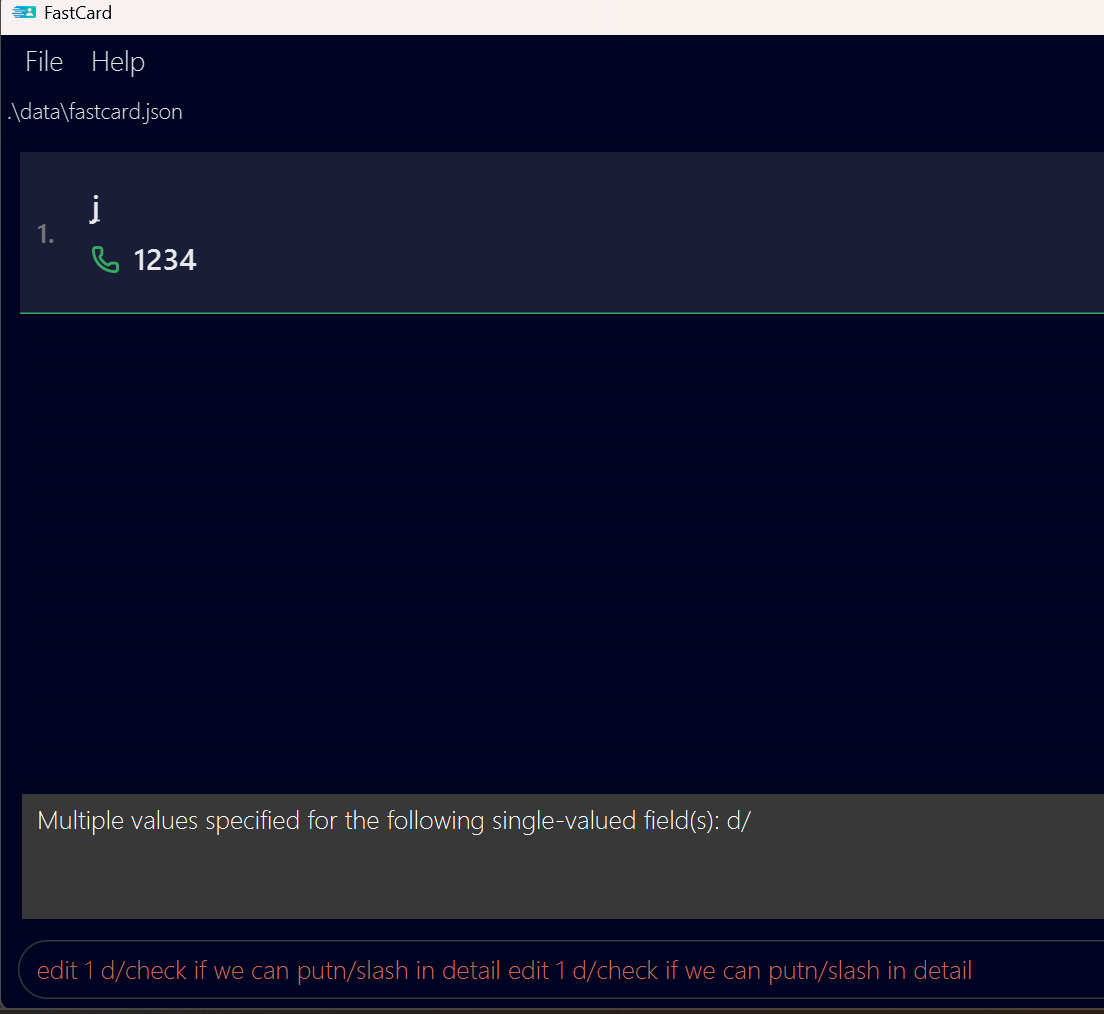 FastCard
File Help
.\data\fastcard.json
j
1.
1234
Multiple values specified for the following single-valued field(s): d/
edit 1 d/check if we can putn/slash in detail edit 1 d/check if we can putn/slash in detail